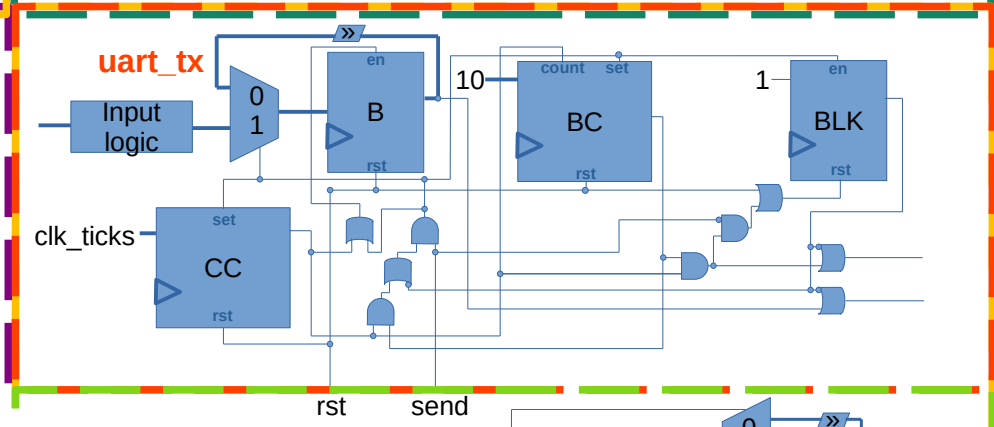 »
uart_tx
en
count set
en
0
10
1
Input
logic
1
B
BC
BLK
rst
rst
rst
set
clk_ticks
CC
rst
rst send
0
»